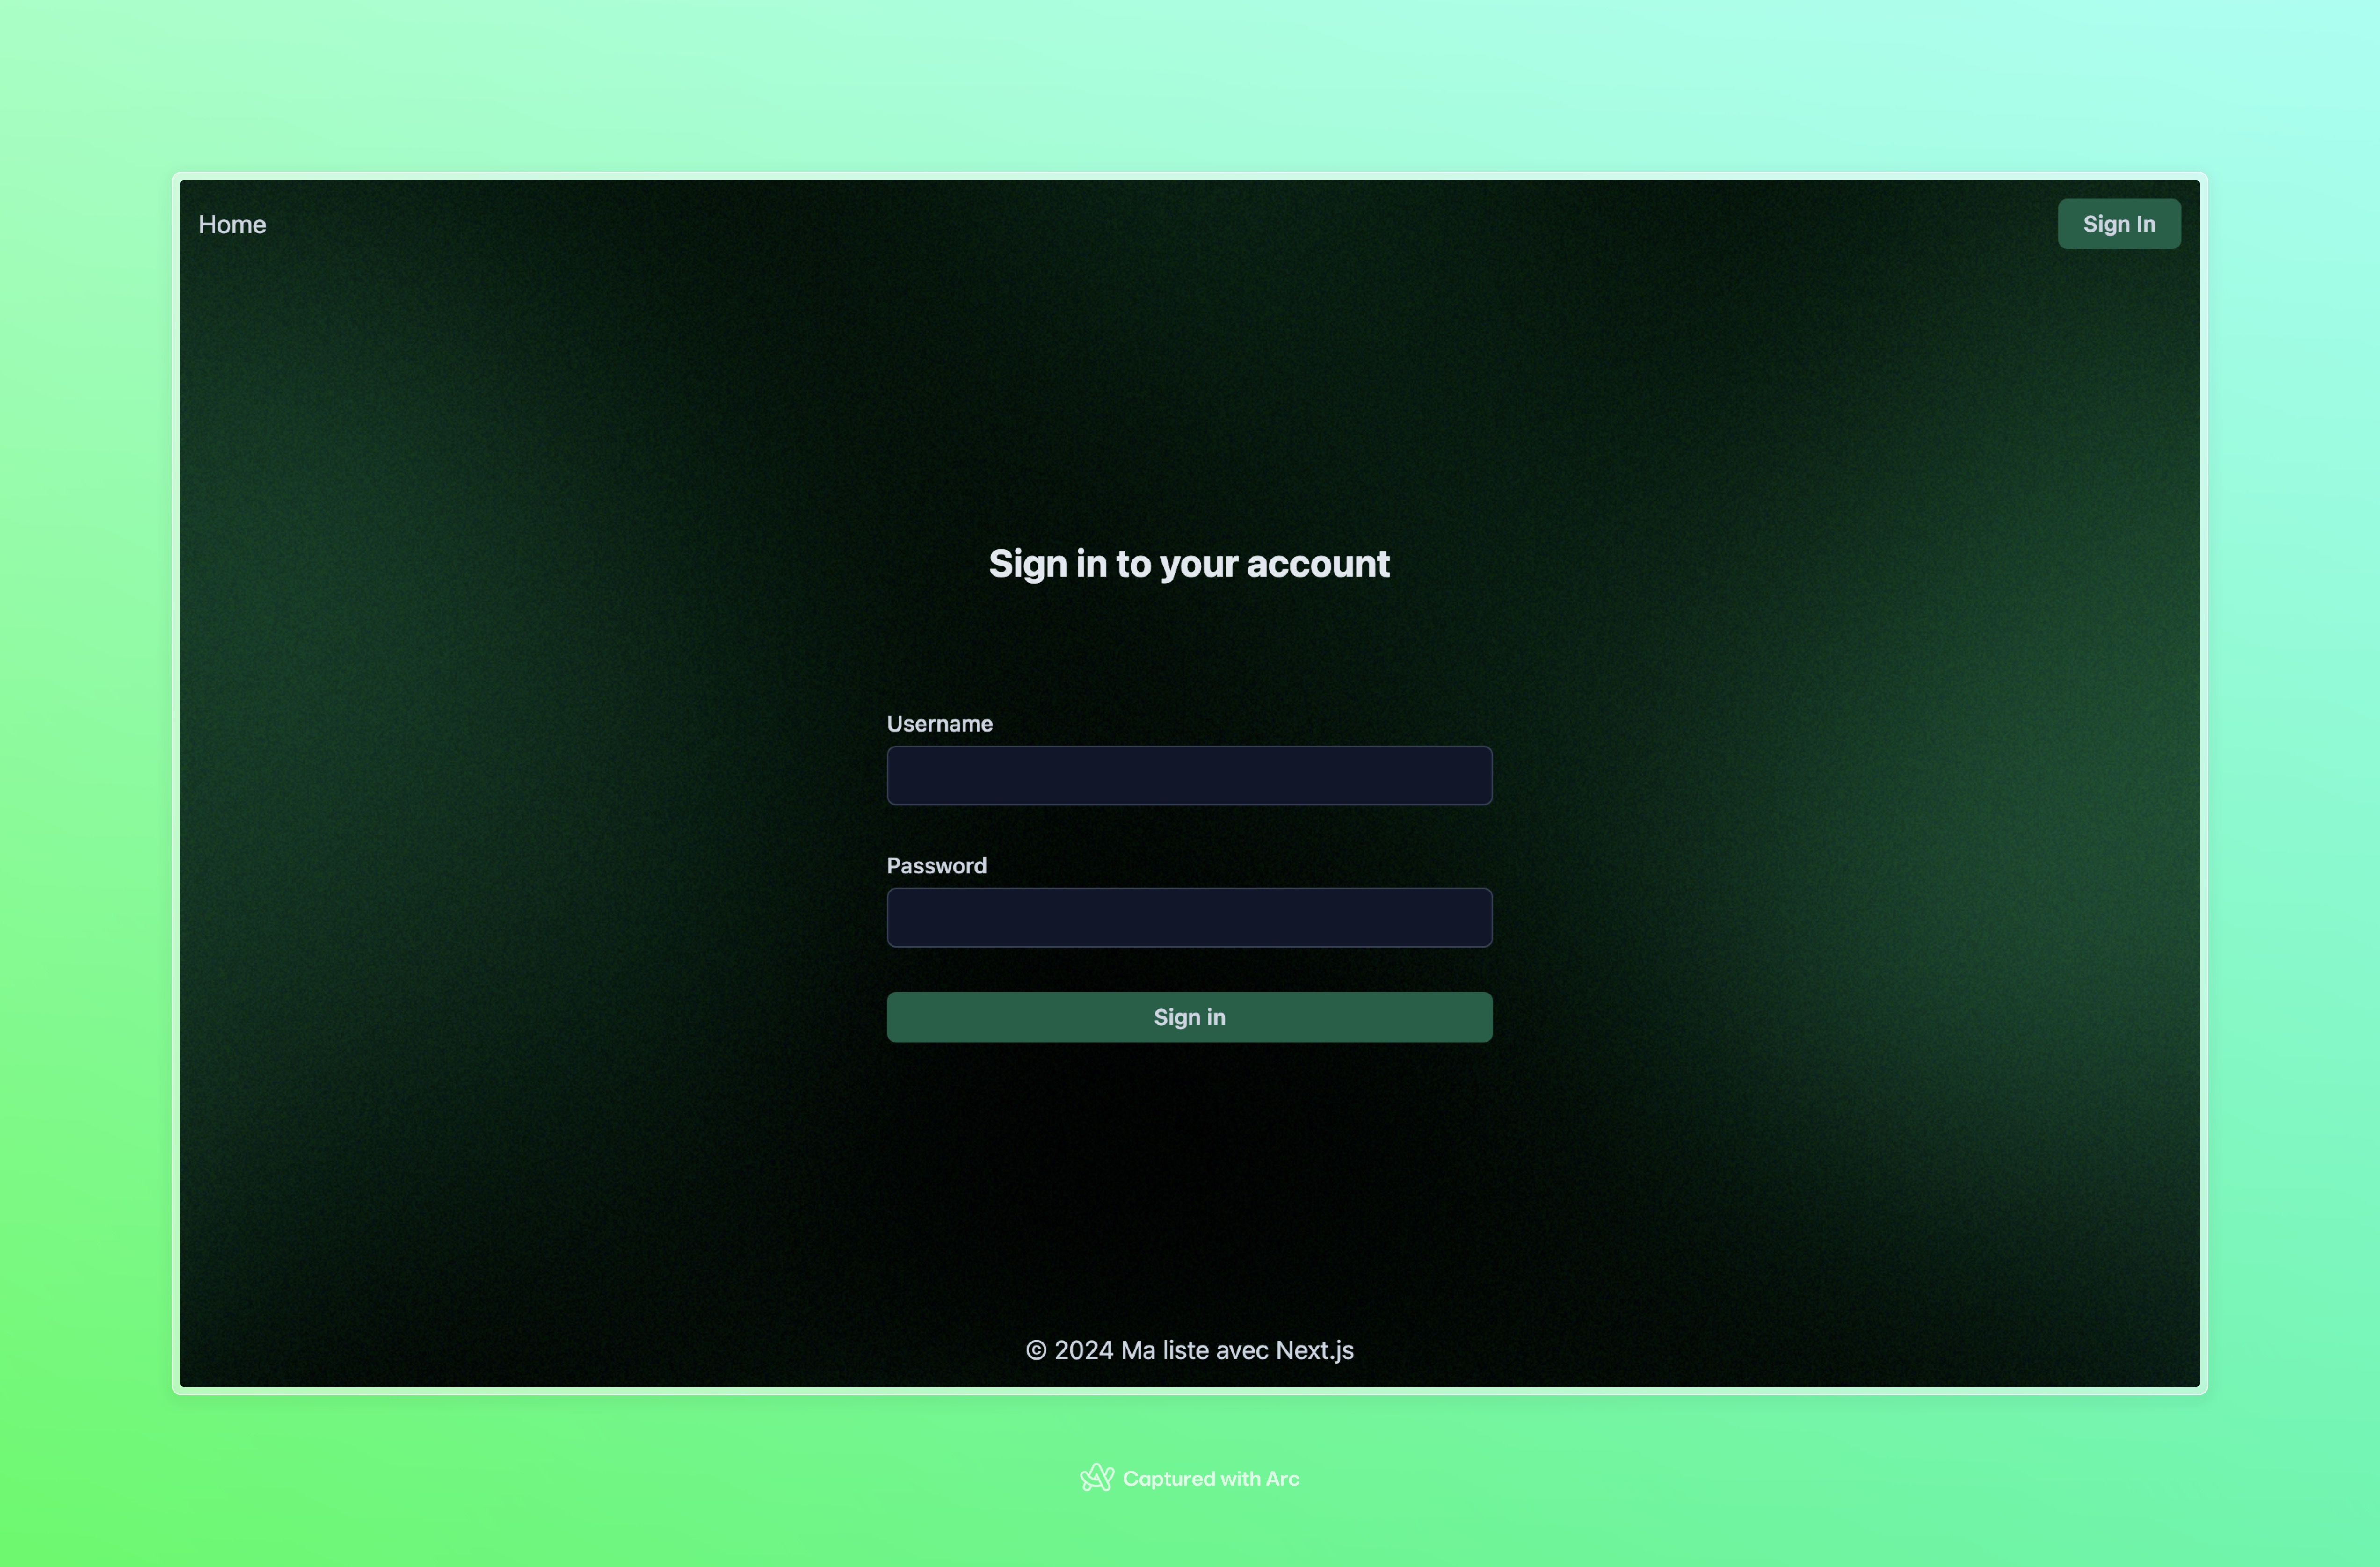 Home
Sign In
Sign in to your account
Username
Password
Sign in
© 2024 Ma liste avec Next.js
Captured with Arc